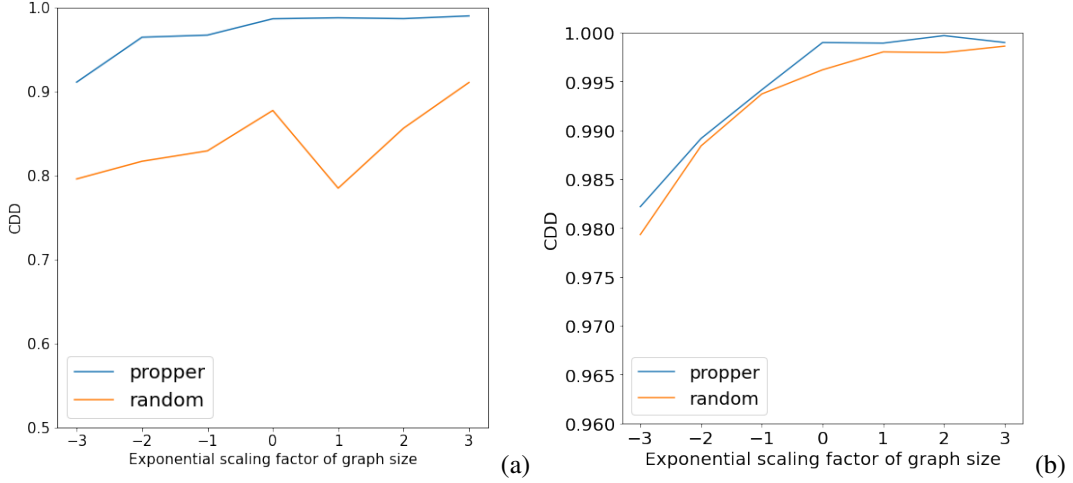 1.0
0.9
0.8
0.7
0.6
0.5
CDD
propper
random
−3 −2 −1 0 1 2 3
Exponential scaling factor of graph size
(a)
1.000
0.995
0.990
0.985
0.980
0.975
0.970
0.965
0.960
CDD
propper
random
−3 −2 −1 0 1 2 3
Exponential scaling factor of graph size
(b)